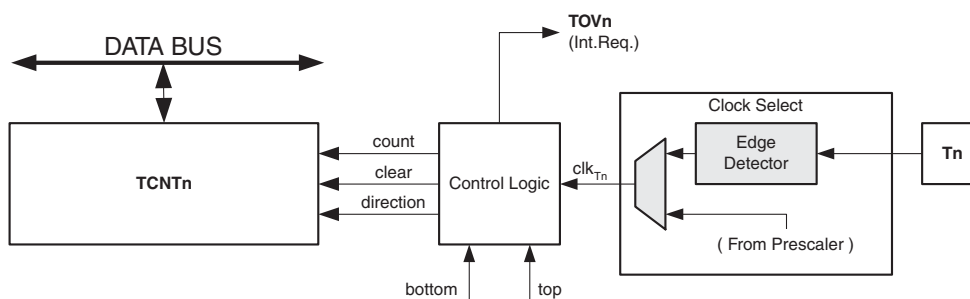 TOVn
(Int.Req.)
DATA BUS
Clock Select
count
Edge
Detector
Tn
TCNTn
clear
Control Logic
clkTn
direction
( From Prescaler )
bottom
top